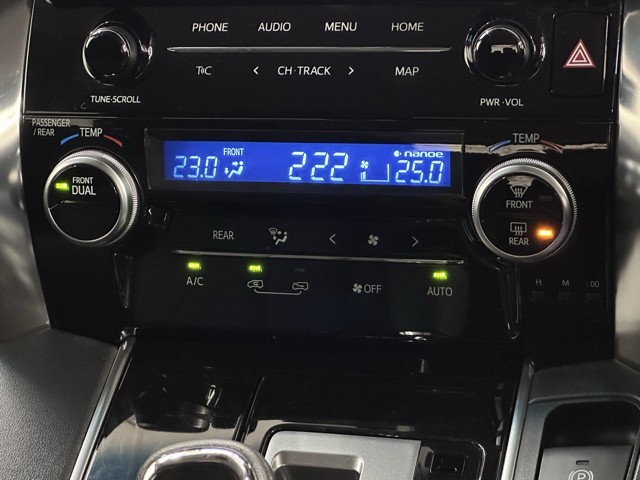 PHONE AUDIO MENU HOME
T&C < CH·TRACK > MAP
TUNE·SCROLL PWR·VOL
PASSENGER
/REAR TEMP TEMP
FRONT nanoe
23.0 222 25.0
FRONT
DUAL
FRONT
REAR
REAR < >
A/C OFF AUTO
H M :00
P